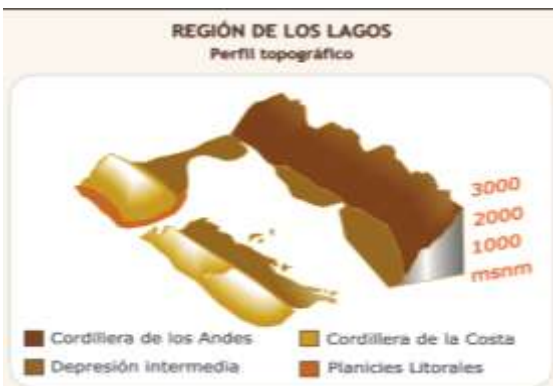 REGIÓN DE LOS LAGOS
Perfil topográfico
3000
2000
1000
msnm
Cordillera de los Andes
Cordillera de la Costa
Depresión intermedia
Planicies Litorales